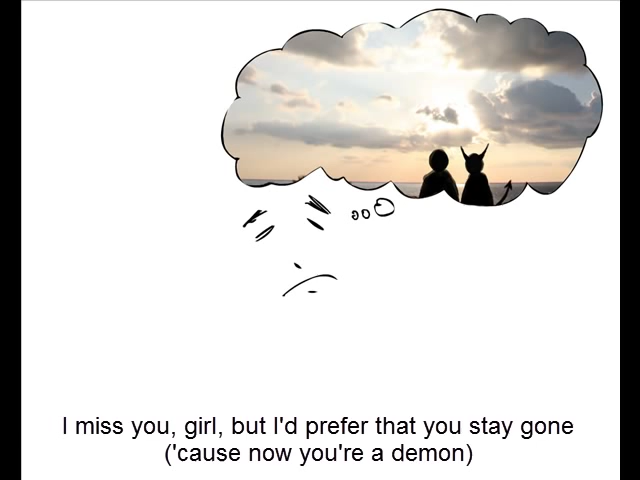 I miss you, girl, but I'd prefer that you stay gone
('cause now you're a demon)